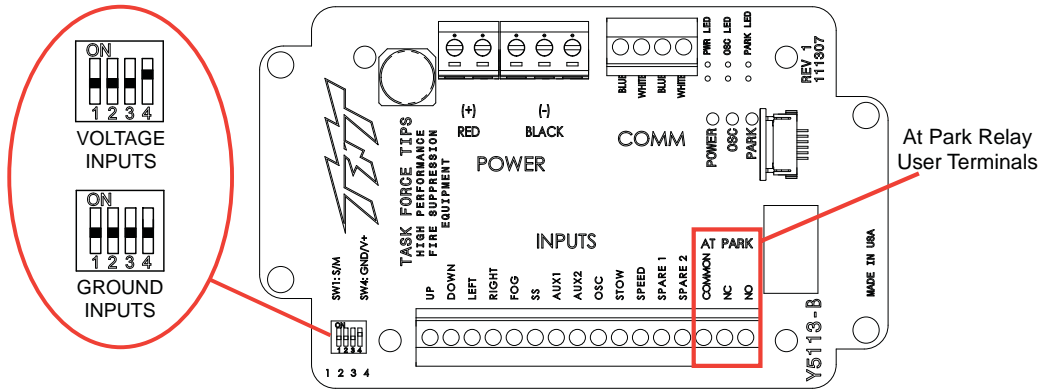 ON
1 2 3 4
VOLTAGE
INPUTS
ON
1 2 3 4
GROUND
INPUTS
TFT
TASK FORCE TIPS
HIGH PERFORMANCE
FIRE SUPPRESSION
EQUIPMENT
SW1: S/M
SW4: GND/V+
ON
1 2 3 4
1 2 3 4
(+)
RED
(-)
BLACK
POWER
BLUE
WHITE
BLUE
WHITE
COMM
PWR LED
OSC LED
PARK LED
POWER
OSC
PARK
REV 1
111307
At Park Relay
User Terminals
INPUTS
UP
DOWN
LEFT
RIGHT
FOG
SS
AUX1
AUX2
OSC
STOW
SPEED
SPARE 1
SPARE 2
AT PARK
COMMON
NC
NO
MADE IN USA
Y5113-B